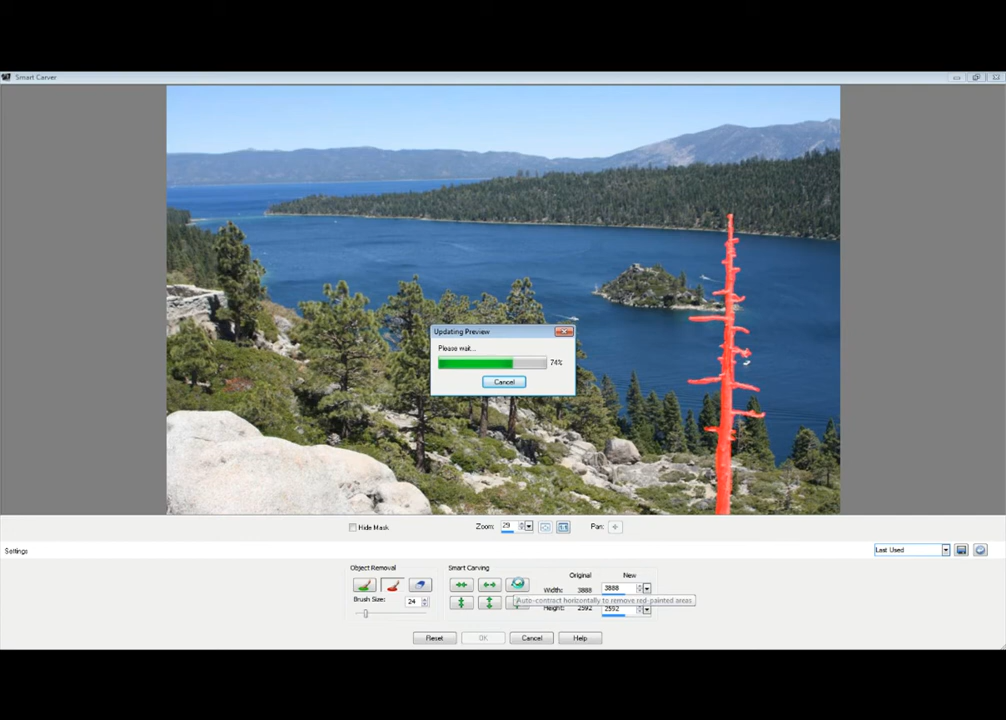 Smart Carver
Updating Preview
Please wait...
74%
Cancel
Hide Mask
Zoom: 29
Pan:
Settings
Last Used
Object Removal
Brush Size: 24
Smart Carving
Original New
Width: 3888 3888
Auto-contract horizontally to remove red-painted areas
Height: 2592 2592
Reset OK Cancel Help